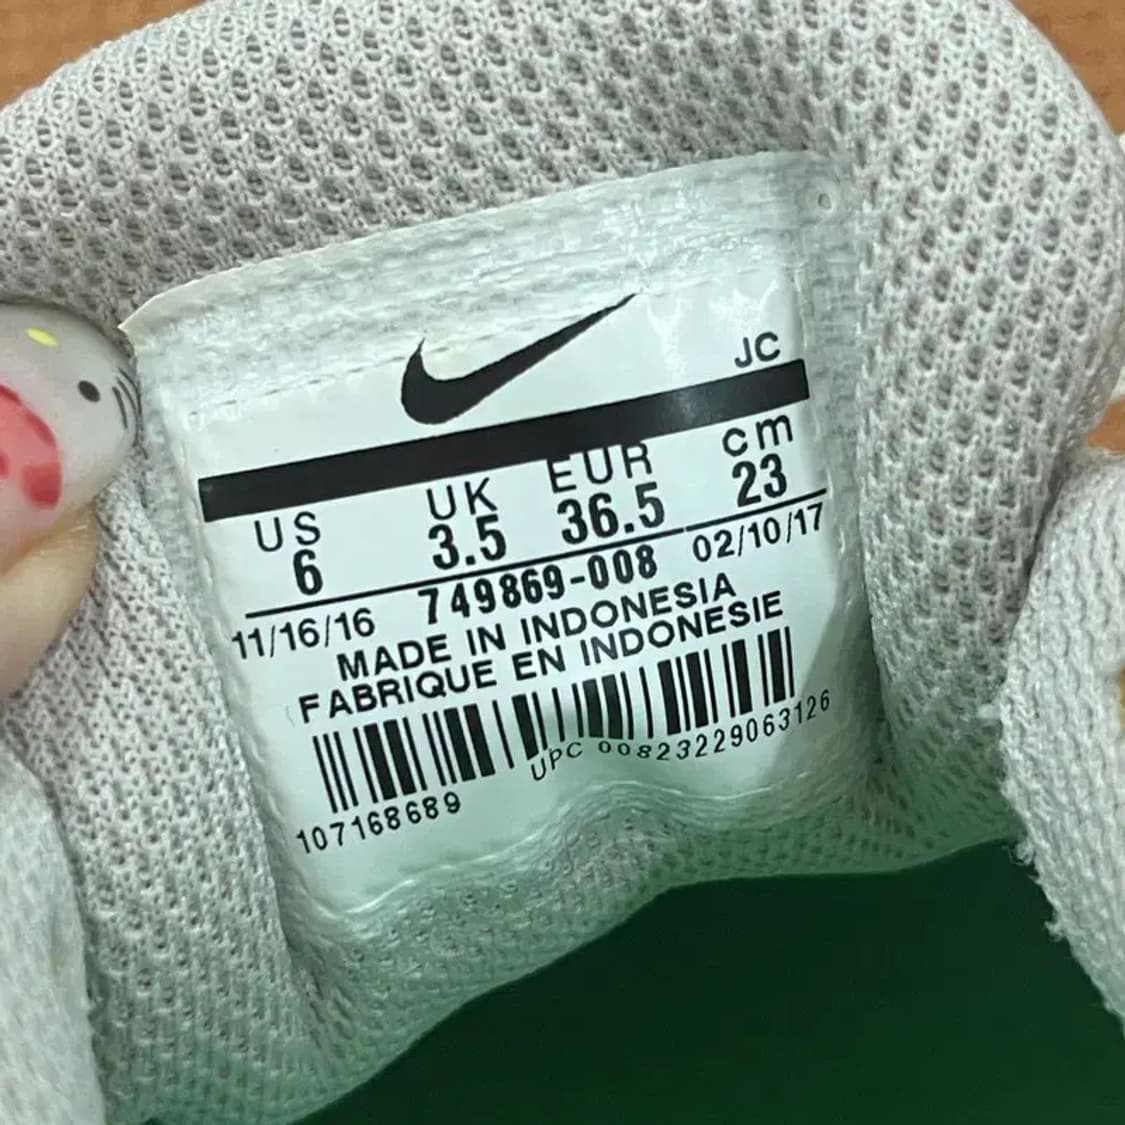 JC
US UK EUR cm
6 3.5 36.5 23
11/16/16 749869-008 02/10/17
MADE IN INDONESIA
FABRIQUE EN INDONESIE
107168689 UPC 00823229063126